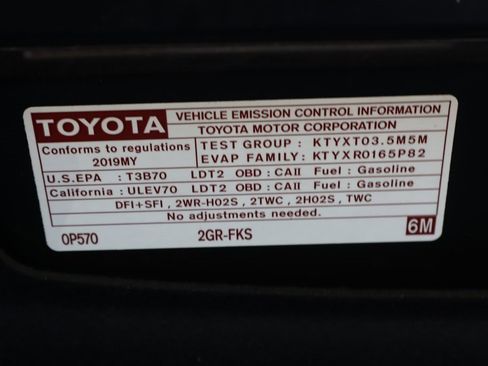 TOYOTA VEHICLE EMISSION CONTROL INFORMATION
TOYOTA MOTOR CORPORATION
Conforms to regulations
2019MY
TEST GROUP : KTYXT03.5M5M
EVAP FAMILY: KTYXR0165P82
U.S.EPA : T3B70 LDT2 OBD : CAII Fuel : Gasoline
California : ULEV70 LDT2 OBD : CAII Fuel : Gasoline
DFI+SFI , 2WR-HO2S , 2TWC , 2HO2S , TWC
No adjustments needed.
0P570 2GR-FKS 6M